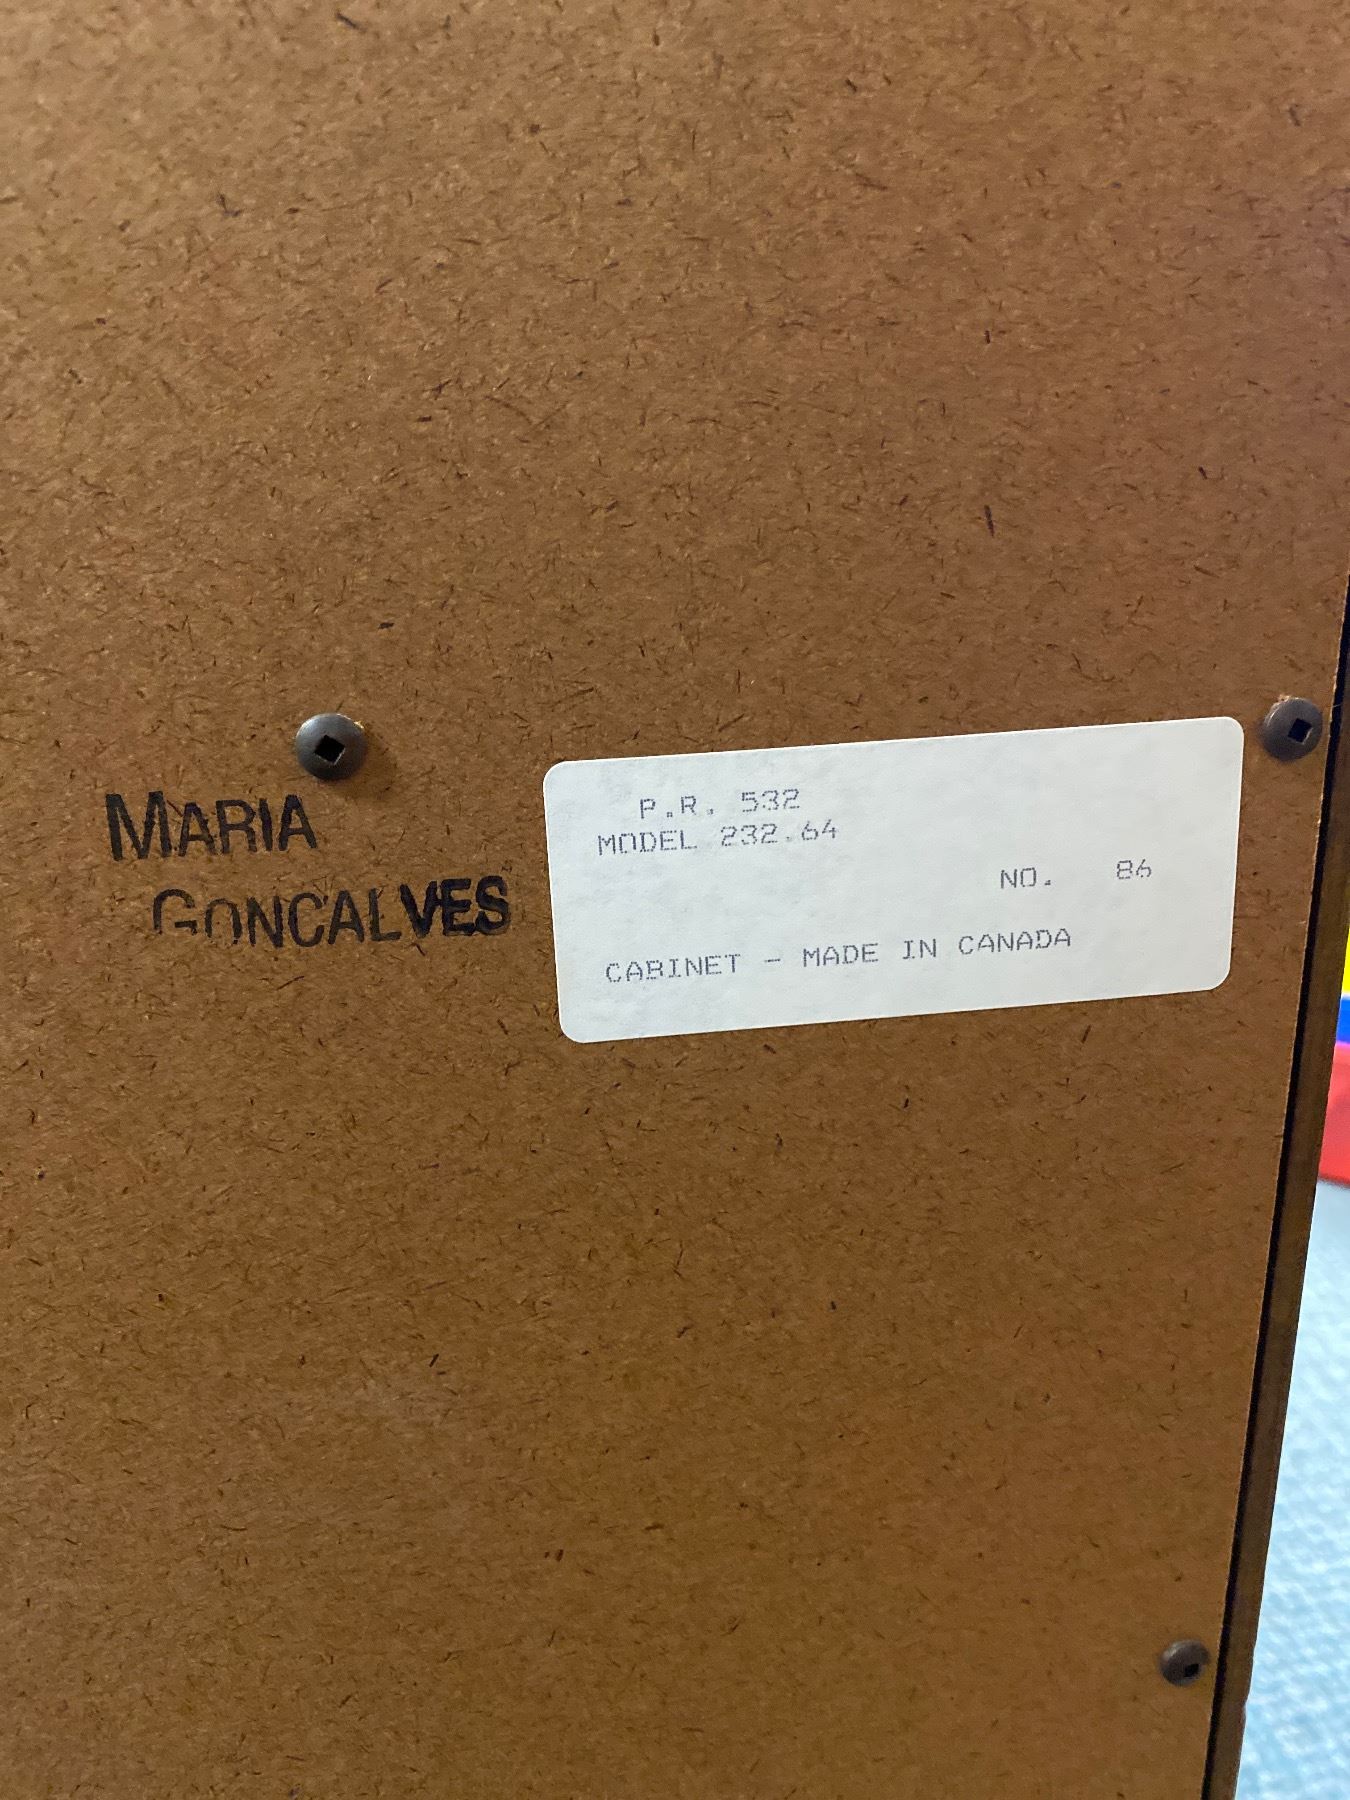 MARIA
GONCALVES
P.R. 532
MODEL 232.64
NO. 86
CABINET - MADE IN CANADA